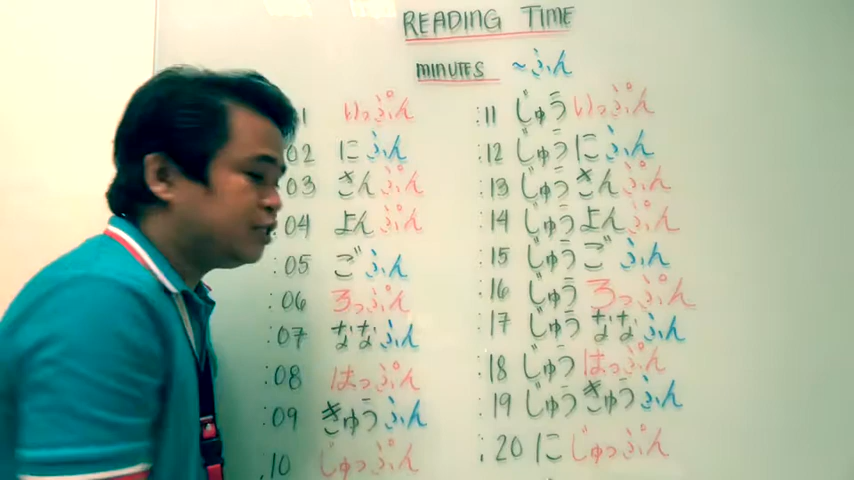 READING TIME
MINUTES ~ふん
1 いっぷん
02 にふん
03 さんぷん
04 よんぷん
:05 ごふん
:06 ろっぷん
:07 ななふん
:08 はっぷん
:09 きゅうふん
:10 じゅっぷん
:11 じゅういっぷん
:12 じゅうにふん
:13 じゅうさんぷん
:14 じゅうよんぷん
:15 じゅうごふん
:16 じゅうろっぷん
:17 じゅうななふん
:18 じゅうはっぷん
:19 じゅうきゅうふん
:20 にじゅっぷん